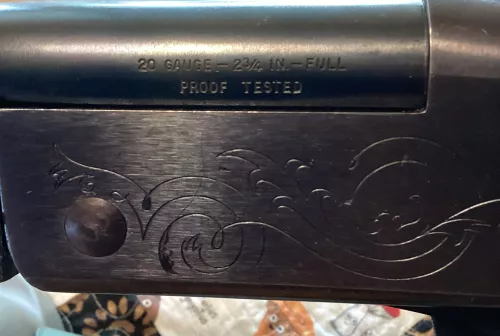 20 GAUGE-2¾ IN.-FULL
PROOF TESTED